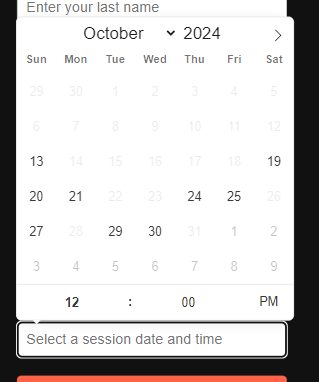 Enter your last name
October 2024
Sun Mon Tue Wed Thu Fri Sat
29 30 1 2 3 4 5
6 7 8 9 10 11 12
13 14 15 16 17 18 19
20 21 22 23 24 25 26
27 28 29 30 31 1 2
3 4 5 6 7 8 9
12 : 00 PM
Select a session date and time